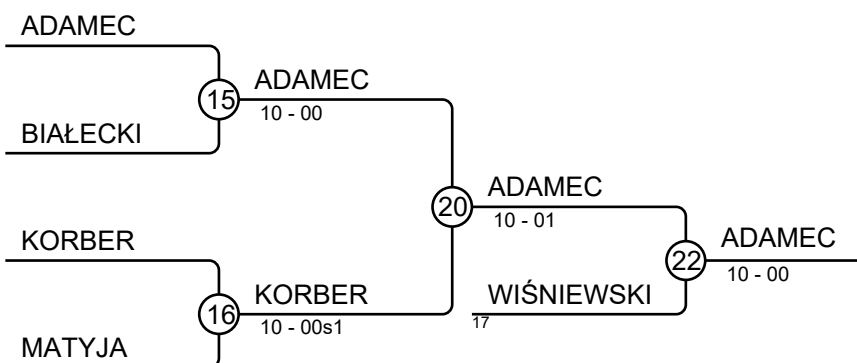 ADAMEC
15
ADAMEC
10 - 00
BIAŁECKI
20
ADAMEC
10 - 01
KORBER
22
ADAMEC
10 - 00
16
KORBER
10 - 00s1
WIŚNIEWSKI
17
MATYJA